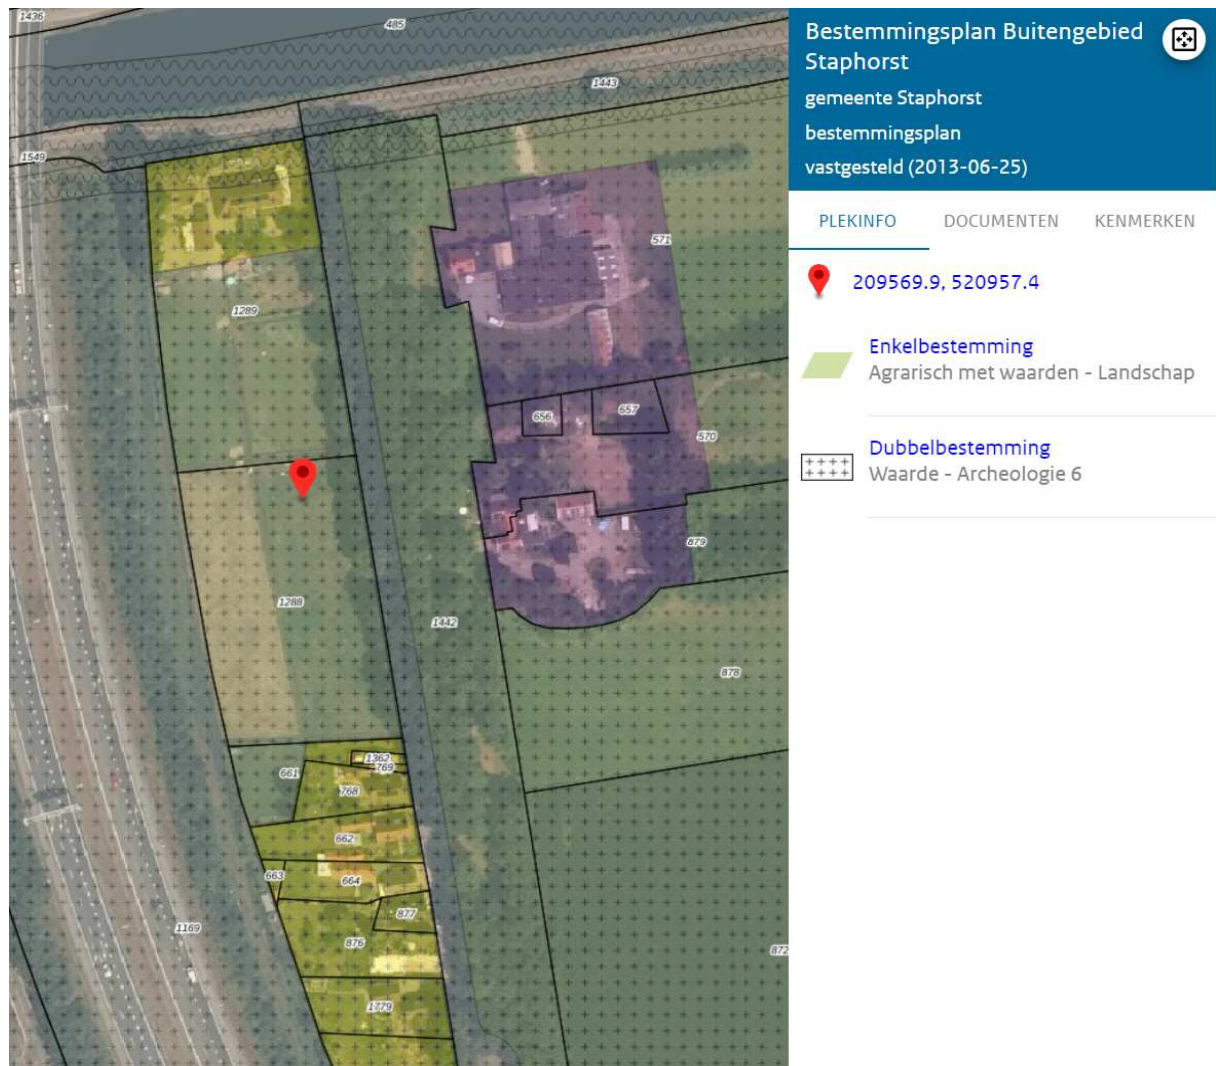 1436
485
1443
1549
571
1289
656
657
570
879
1288
1442
878
1362
769
661
768
662
663
664
877
1169
876
872
1779
Bestemmingsplan Buitengebied
Staphorst
gemeente Staphorst
bestemmingsplan
vastgesteld (2013-06-25)
PLEKINFO DOCUMENTEN KENMERKEN
209569.9, 520957.4
Enkelbestemming
Agrarisch met waarden - Landschap
Dubbelbestemming
Waarde - Archeologie 6